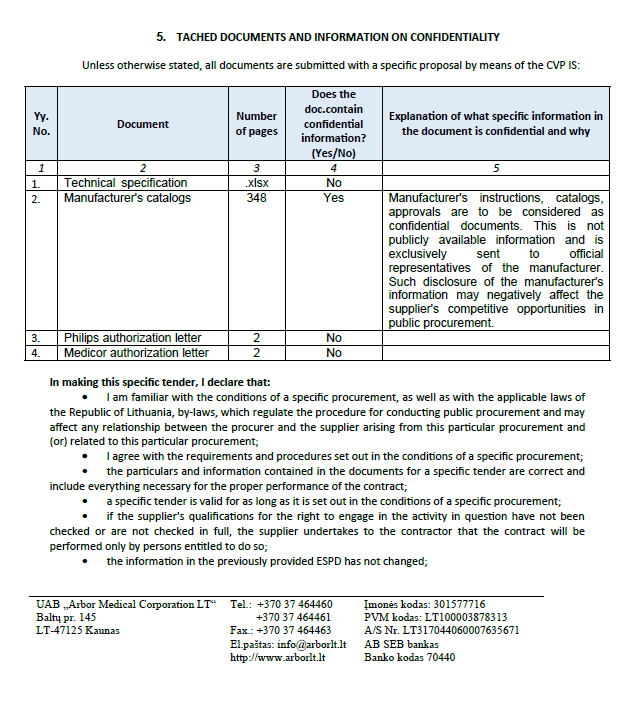 5. TACHED DOCUMENTS AND INFORMATION ON CONFIDENTIALITY
Unless otherwise stated, all documents are submitted with a specific proposal by means of the CVP IS:
Yy. No.
Document
Number of pages
Does the doc.contain confidential information? (Yes/No)
Explanation of what specific information in the document is confidential and why
1 2 3 4 5
1. Technical specification .xlsx No
2. Manufacturer's catalogs 348 Yes Manufacturer's instructions, catalogs,
approvals are to be considered as
confidential documents. This is not
publicly available information and is
exclusively sent to official
representatives of the manufacturer.
Such disclosure of the manufacturer's
information may negatively affect the
supplier's competitive opportunities in
public procurement.
3. Philips authorization letter 2 No
4. Medicor authorization letter 2 No
In making this specific tender, I declare that:
• I am familiar with the conditions of a specific procurement, as well as with the applicable laws of
the Republic of Lithuania, by-laws, which regulate the procedure for conducting public procurement and may
affect any relationship between the procurer and the supplier arising from this particular procurement and
(or) related to this particular procurement;
• I agree with the requirements and procedures set out in the conditions of a specific procurement;
• the particulars and information contained in the documents for a specific tender are correct and
include everything necessary for the proper performance of the contract;
• a specific tender is valid for as long as it is set out in the conditions of a specific procurement;
• if the supplier's qualifications for the right to engage in the activity in question have not been
checked or are not checked in full, the supplier undertakes to the contractor that the contract will be
performed only by persons entitled to do so;
• the information in the previously provided ESPD has not changed;
UAB „Arbor Medical Corporation LT“ Tel.: +370 37 464460 Įmonės kodas: 301577716
Baltų pr. 145 +370 37 464461 PVM kodas: LT100003878313
LT-47125 Kaunas Fax.: +370 37 464463 A/S Nr. LT317044060007635671
El.paštas: info@arborlt.lt AB SEB bankas
http://www.arborlt.lt Banko kodas 70440